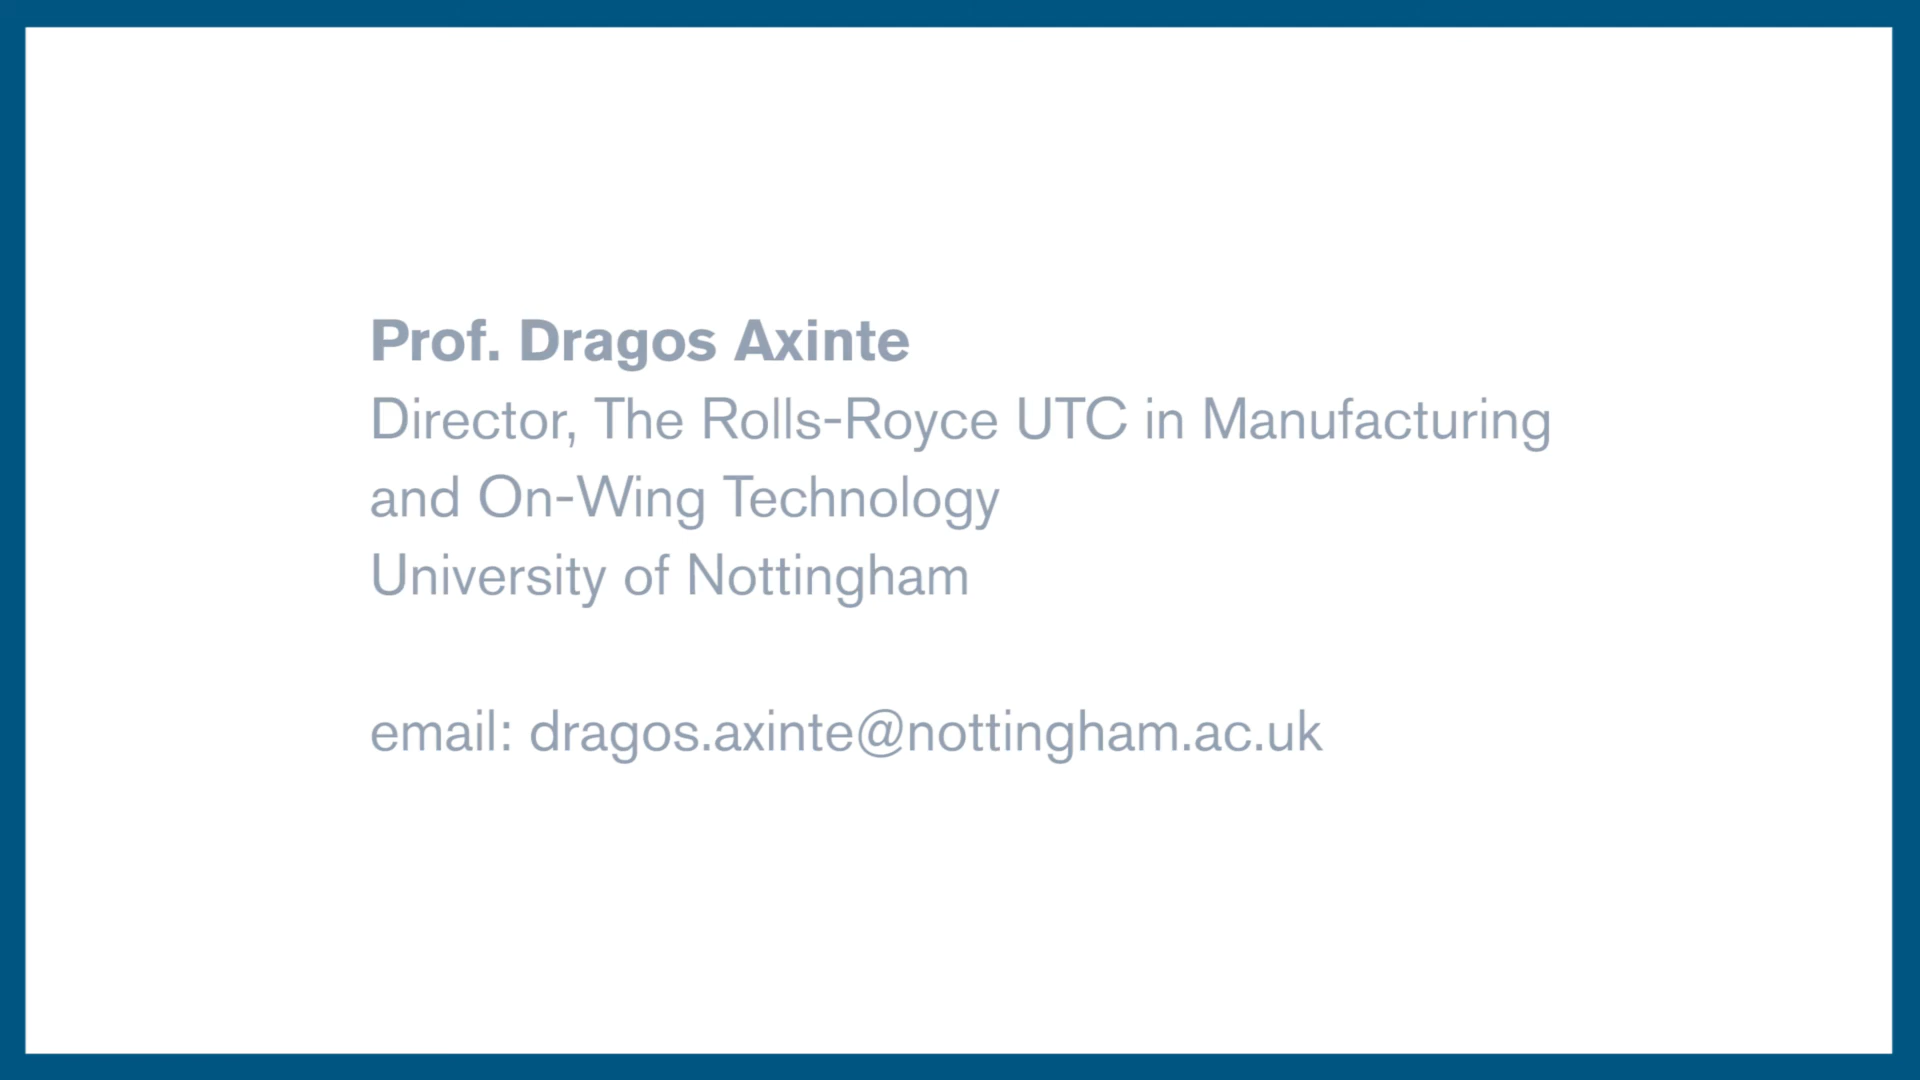 Prof. Dragos Axinte
Director, The Rolls-Royce UTC in Manufacturing
and On-Wing Technology
University of Nottingham
email: dragos.axinte@nottingham.ac.uk